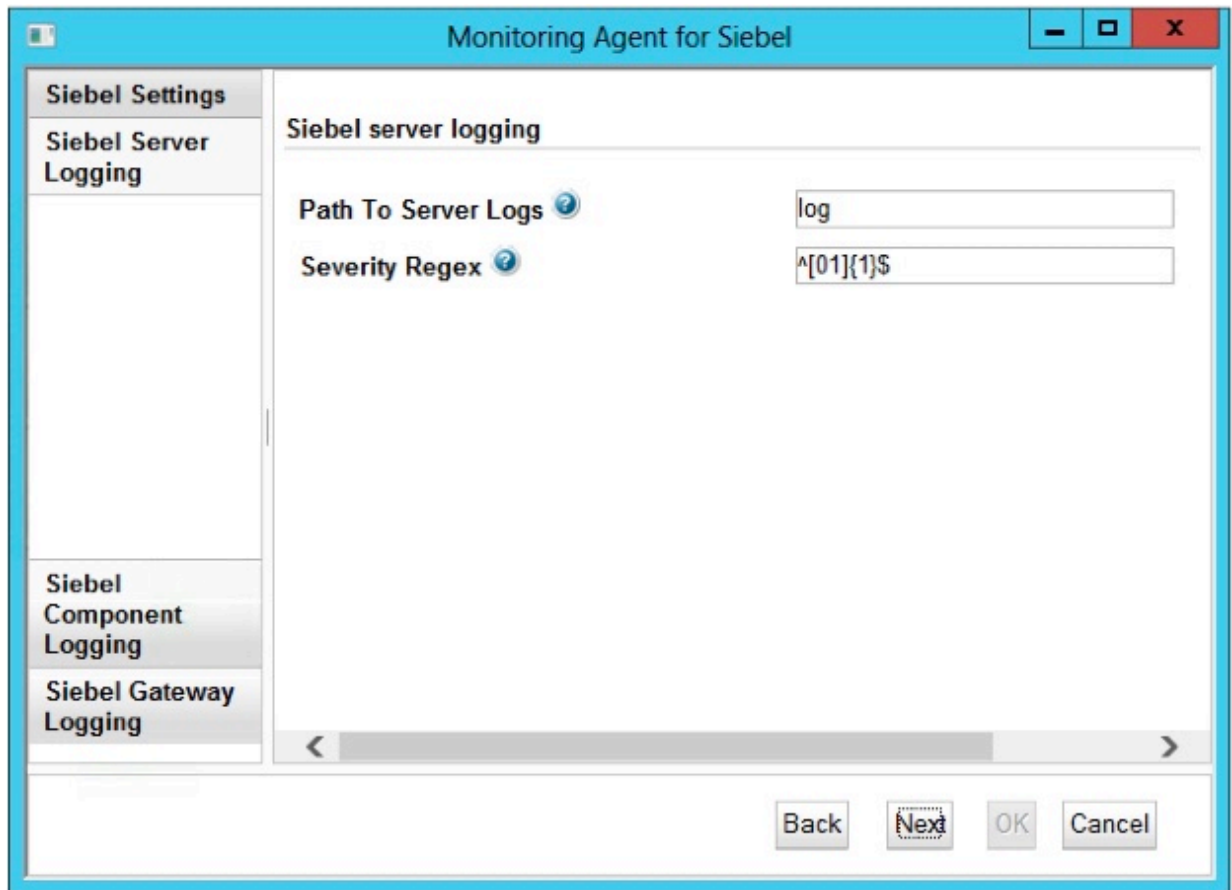 Monitoring Agent for Siebel
Siebel Settings
Siebel Server
Logging
Siebel
Component
Logging
Siebel Gateway
Logging
Siebel server logging
Path To Server Logs ? log
Severity Regex ? ^[01]{1}$
Back Next OK Cancel